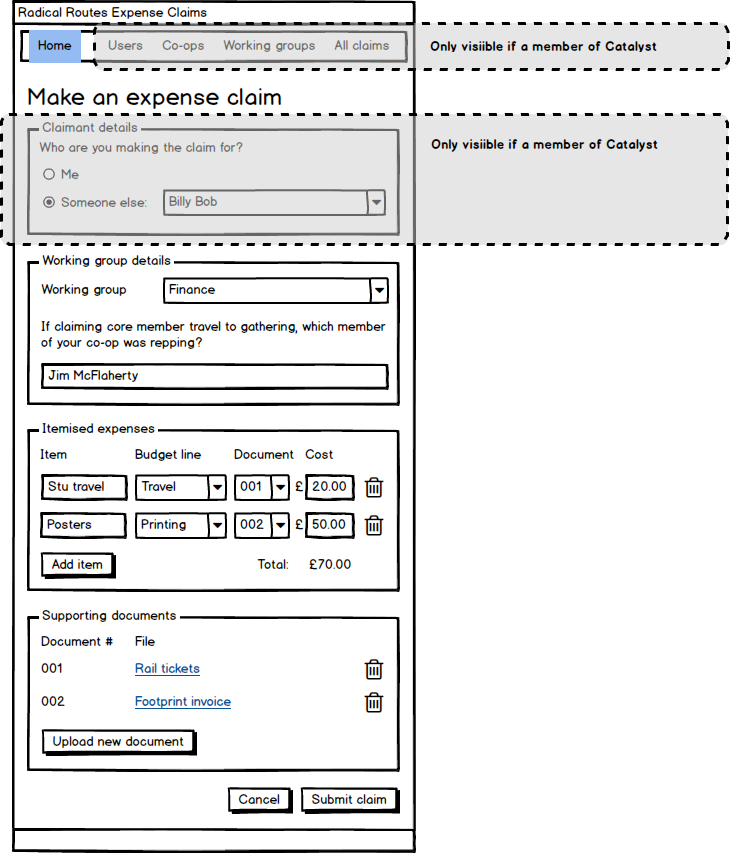 Radical Routes Expense Claims
Home Users Co-ops Working groups All claims
Only visiible if a member of Catalyst
Make an expense claim
Claimant details
Who are you making the claim for?
Only visiible if a member of Catalyst
Me
Someone else: Billy Bob
Working group details
Working group Finance
If claiming core member travel to gathering, which member
of your co-op was repping?
Jim McFlaherty
Itemised expenses
Item Budget line Document Cost
Stu travel Travel 001 £ 20.00
Posters Printing 002 £ 50.00
Add item Total: £70.00
Supporting documents
Document # File
001 Rail tickets
002 Footprint invoice
Upload new document
Cancel Submit claim